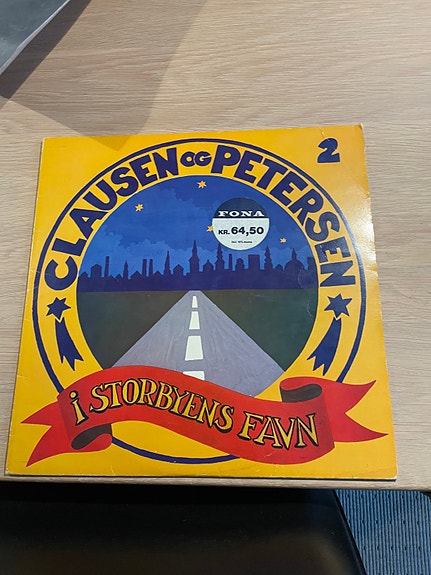 CLAUSEN OG PETERSEN
2
FONA
KR. 64,50
i STORBYENS FAVN